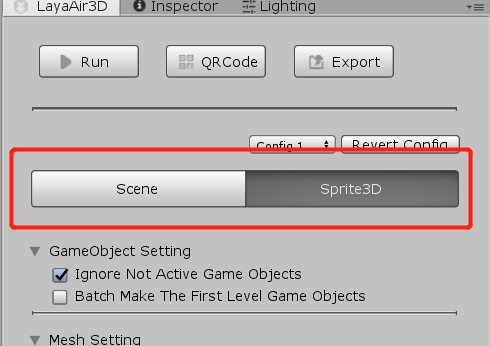 LayaAir3D Inspector Lighting
Run QRCode Export
Config 1 Revert Config
Scene Sprite3D
GameObject Setting
Ignore Not Active Game Objects
Batch Make The First Level Game Objects
Mesh Setting